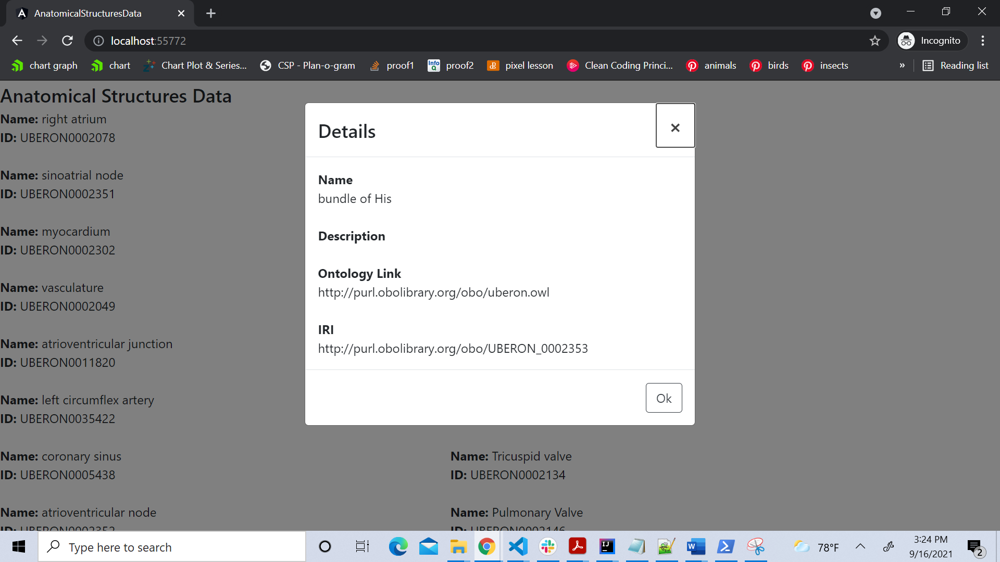 AnatomicalStructuresData
localhost:55772
Incognito
chart graph
chart
Chart Plot & Series...
CSP - Plan-o-gram
proof1
Info Q
proof2
pixel lesson
Clean Coding Princi...
animals
birds
insects
»
Reading list
Anatomical Structures Data
Name: right atrium
ID: UBERON0002078
Name: sinoatrial node
ID: UBERON0002351
Name: myocardium
ID: UBERON0002302
Name: vasculature
ID: UBERON0002049
Name: atrioventricular junction
ID: UBERON0011820
Name: left circumflex artery
ID: UBERON0035422
Name: coronary sinus
ID: UBERON0005438
Name: atrioventricular node
ID: UBERON0002352
Details
Name
bundle of His
Description
Ontology Link
http://purl.obolibrary.org/obo/uberon.owl
IRI
http://purl.obolibrary.org/obo/UBERON_0002353
Ok
Name: Tricuspid valve
ID: UBERON0002134
Name: Pulmonary Valve
ID: UBERON0002146
Type here to search
78°F
3:24 PM
9/16/2021
2